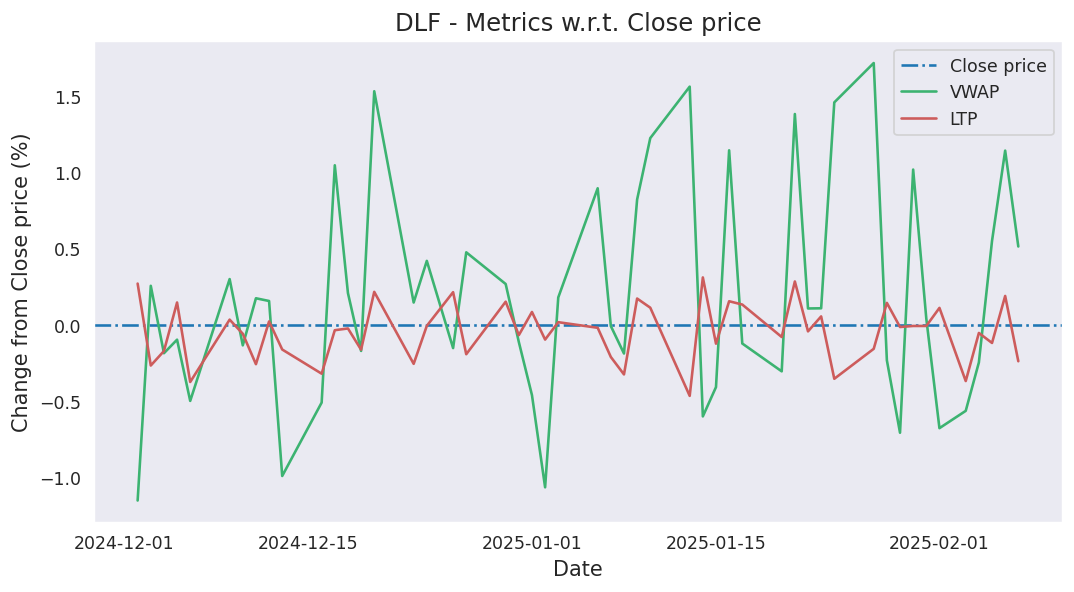 DLF - Metrics w.r.t. Close price
Close price
VWAP
LTP
Change from Close price (%)
1.5
1.0
0.5
0.0
−0.5
−1.0
2024-12-01 2024-12-15 2025-01-01 2025-01-15 2025-02-01
Date